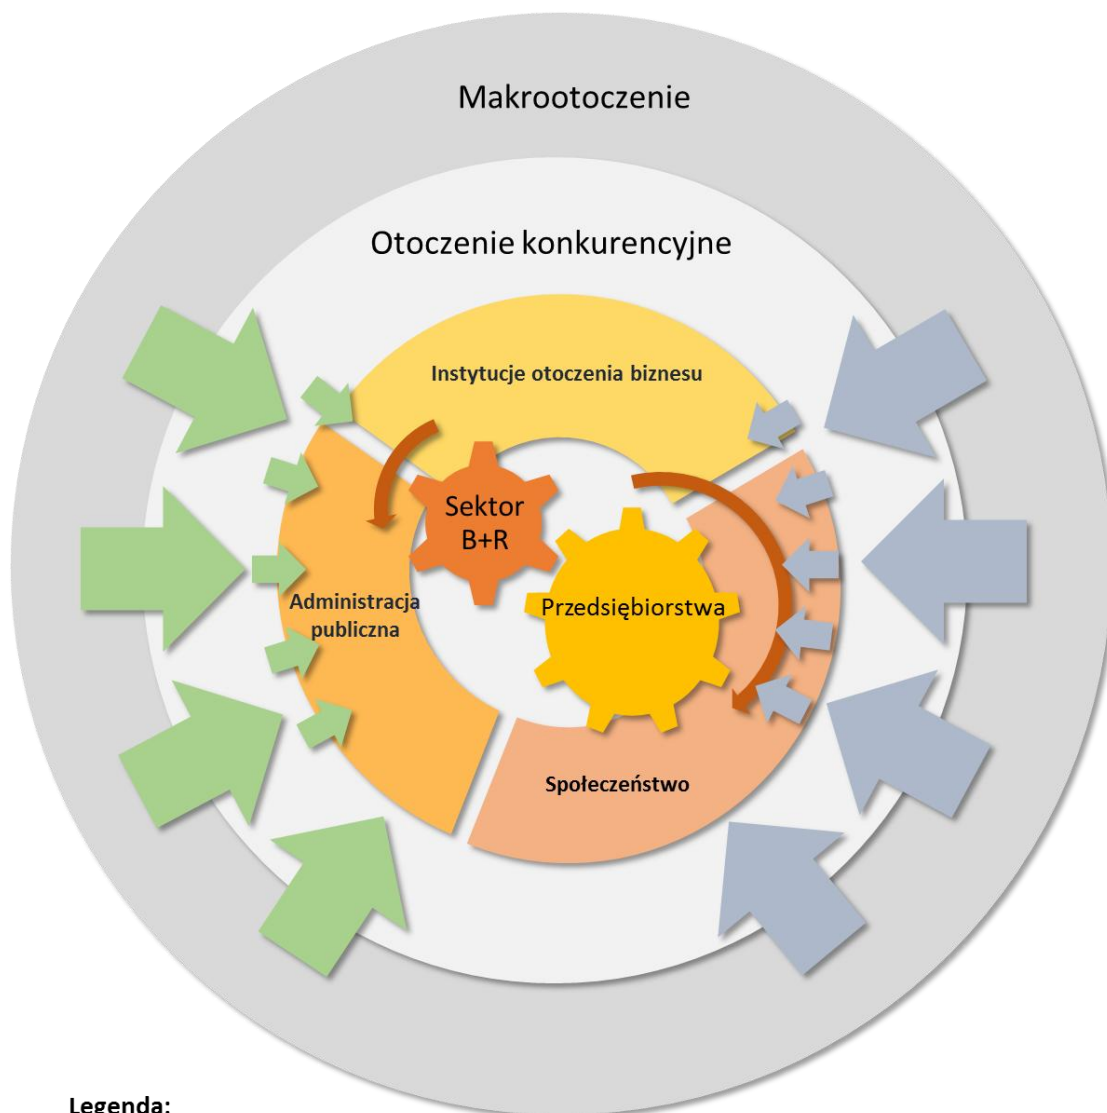 Makrootoczenie
Otoczenie konkurencyjne
Instytucje otoczenia biznesu
Sektor
B+R
Administracja
publiczna
Przedsiębiorstwa
Społeczeństwo
Legenda: